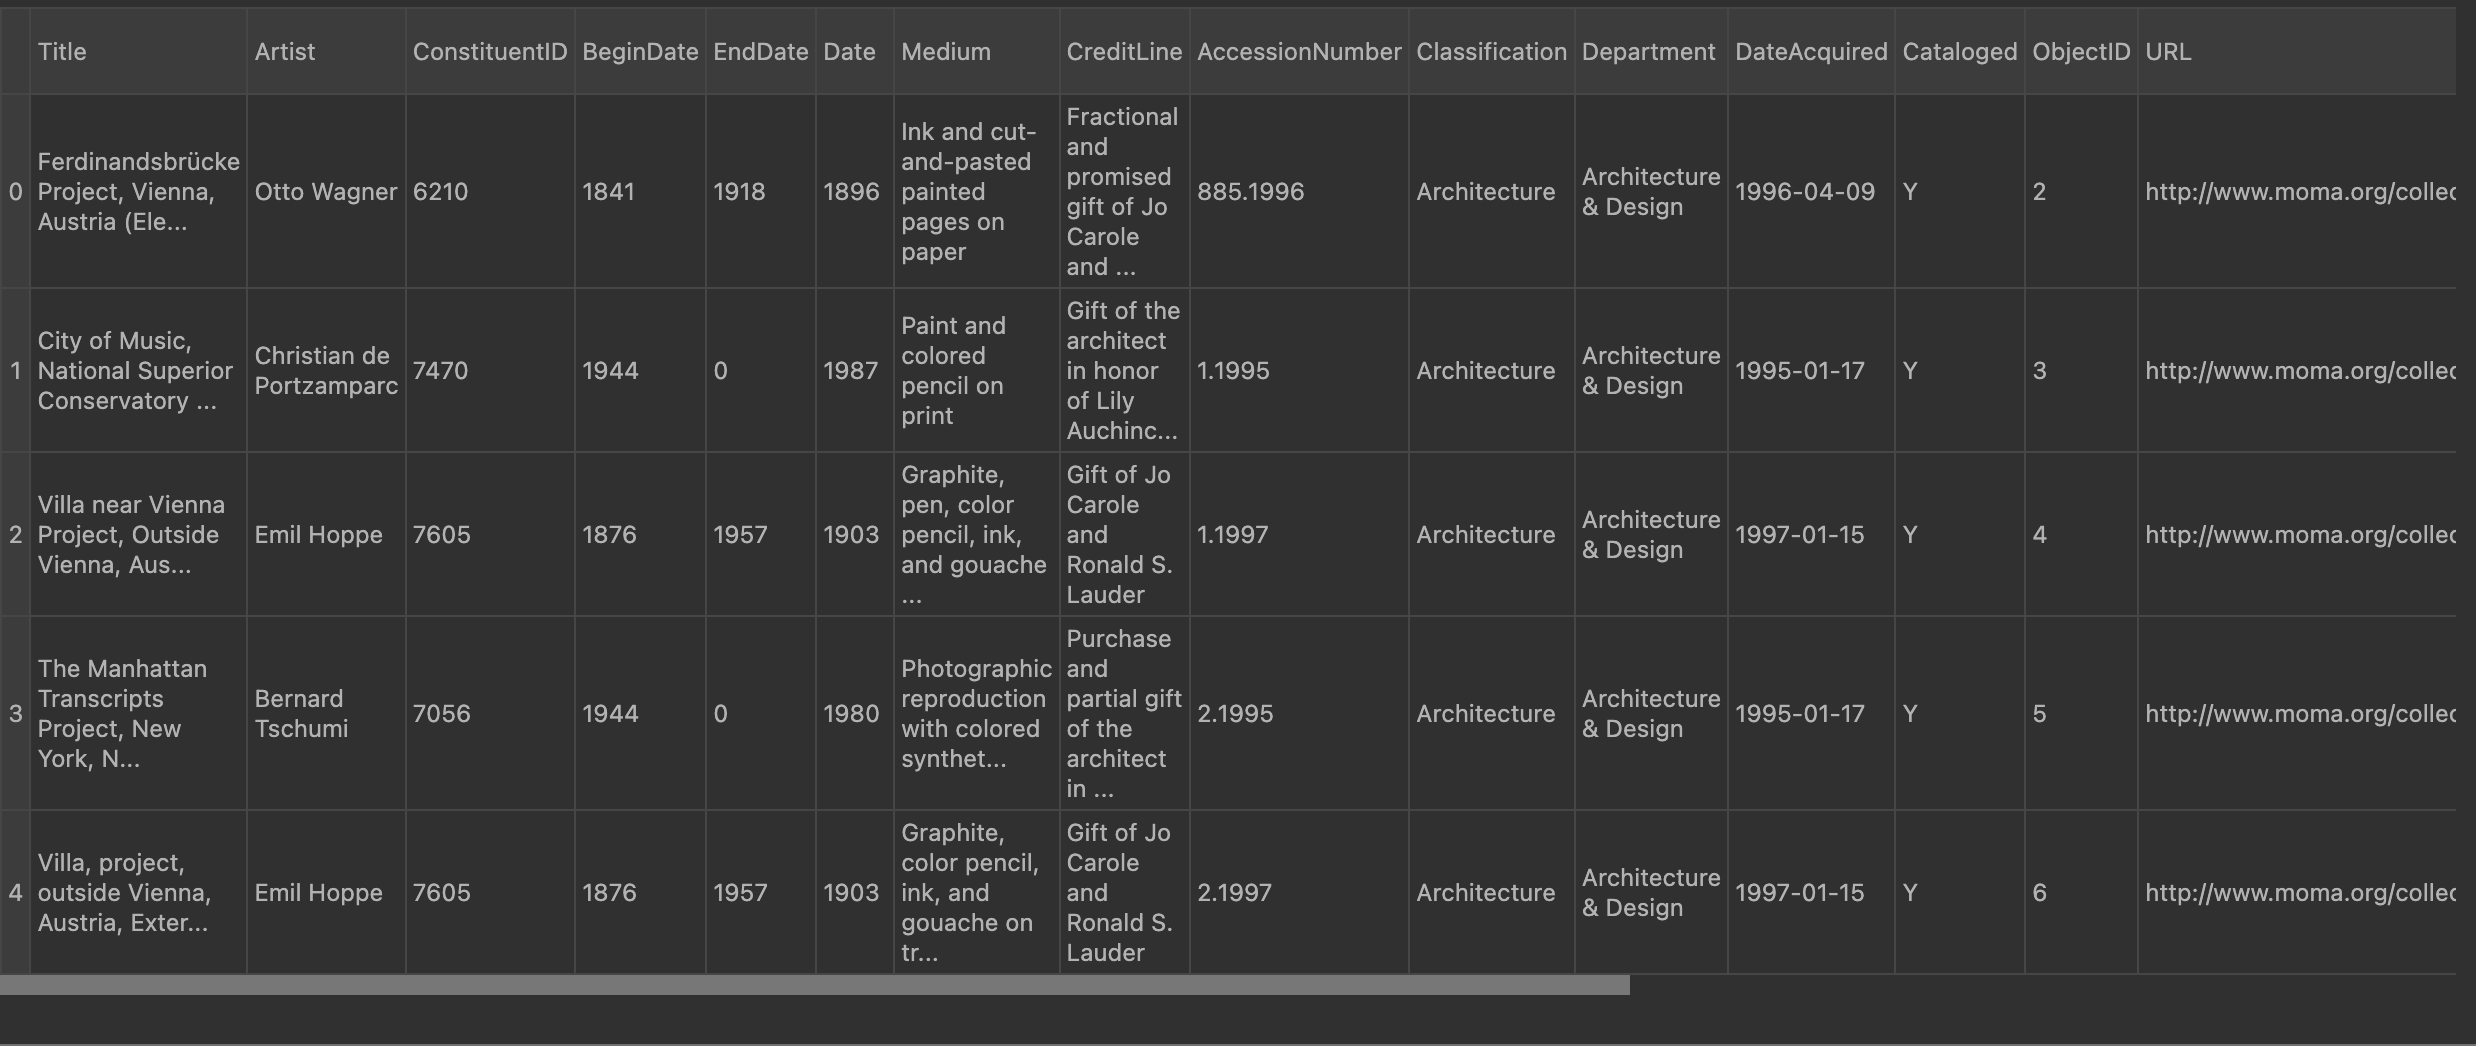 Title Artist ConstituentID BeginDate EndDate Date Medium CreditLine AccessionNumber Classification Department DateAcquired Cataloged ObjectID URL
0
Ferdinandsbrücke
Project, Vienna,
Austria (Ele...
Otto Wagner
6210
1841
1918
1896
Ink and cut-
and-pasted
painted
pages on
paper
Fractional
and
promised
gift of Jo
Carole
and ...
885.1996
Architecture
Architecture
& Design
1996-04-09
Y
2
http://www.moma.org/collec
1
City of Music,
National Superior
Conservatory ...
Christian de
Portzamparc
7470
1944
0
1987
Paint and
colored
pencil on
print
Gift of the
architect
in honor
of Lily
Auchinc...
1.1995
Architecture
Architecture
& Design
1995-01-17
Y
3
http://www.moma.org/collec
2
Villa near Vienna
Project, Outside
Vienna, Aus...
Emil Hoppe
7605
1876
1957
1903
Graphite,
pen, color
pencil, ink,
and gouache
...
Gift of Jo
Carole
and
Ronald S.
Lauder
1.1997
Architecture
Architecture
& Design
1997-01-15
Y
4
http://www.moma.org/collec
3
The Manhattan
Transcripts
Project, New
York, N...
Bernard
Tschumi
7056
1944
0
1980
Photographic
reproduction
with colored
synthet...
Purchase
and
partial gift
of the
architect
in ...
2.1995
Architecture
Architecture
& Design
1995-01-17
Y
5
http://www.moma.org/collec
4
Villa, project,
outside Vienna,
Austria, Exter...
Emil Hoppe
7605
1876
1957
1903
Graphite,
color pencil,
ink, and
gouache on
tr...
Gift of Jo
Carole
and
Ronald S.
Lauder
2.1997
Architecture
Architecture
& Design
1997-01-15
Y
6
http://www.moma.org/collec